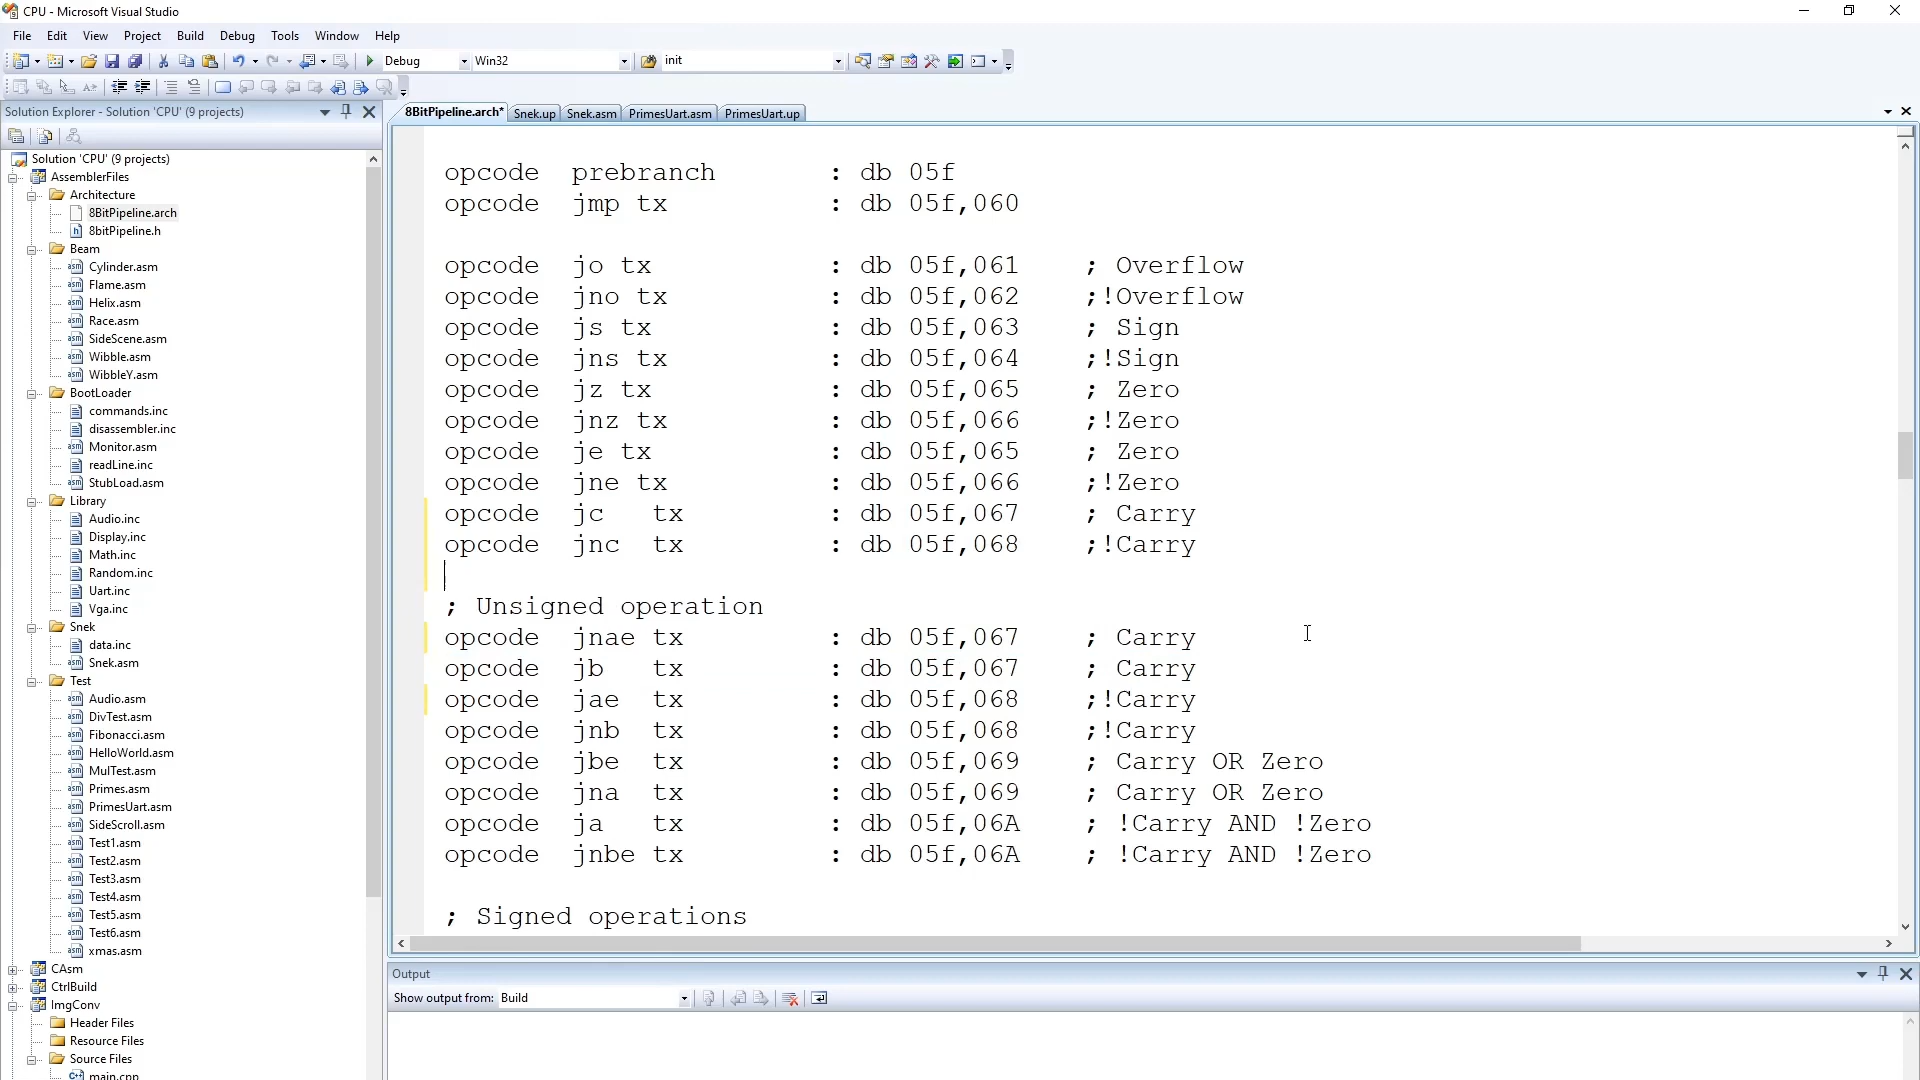 CPU - Microsoft Visual Studio
File Edit View Project Build Debug Tools Window Help
Debug Win32 init
Solution Explorer - Solution 'CPU' (9 projects)
Solution 'CPU' (9 projects)
AssemblerFiles
Architecture
8BitPipeline.arch
8bitPipeline.h
Beam
Cylinder.asm
Flame.asm
Helix.asm
Race.asm
SideScene.asm
Wibble.asm
WibbleY.asm
BootLoader
commands.inc
disassembler.inc
Monitor.asm
readLine.inc
StubLoad.asm
Library
Audio.inc
Display.inc
Math.inc
Random.inc
Uart.inc
Vga.inc
Snek
data.inc
Snek.asm
Test
Audio.asm
DivTest.asm
Fibonacci.asm
HelloWorld.asm
MulTest.asm
Primes.asm
PrimesUart.asm
SideScroll.asm
Test1.asm
Test2.asm
Test3.asm
Test4.asm
Test5.asm
Test6.asm
xmas.asm
CAsm
CtrlBuild
ImgConv
Header Files
Resource Files
Source Files
main.cpp
8BitPipeline.arch* Snek.up Snek.asm PrimesUart.asm PrimesUart.up
opcode prebranch : db 05f
opcode jmp tx : db 05f,060
opcode jo tx : db 05f,061 ; Overflow
opcode jno tx : db 05f,062 ;!Overflow
opcode js tx : db 05f,063 ; Sign
opcode jns tx : db 05f,064 ;!Sign
opcode jz tx : db 05f,065 ; Zero
opcode jnz tx : db 05f,066 ;!Zero
opcode je tx : db 05f,065 ; Zero
opcode jne tx : db 05f,066 ;!Zero
opcode jc tx : db 05f,067 ; Carry
opcode jnc tx : db 05f,068 ;!Carry
; Unsigned operation
opcode jnae tx : db 05f,067 ; Carry
opcode jb tx : db 05f,067 ; Carry
opcode jae tx : db 05f,068 ;!Carry
opcode jnb tx : db 05f,068 ;!Carry
opcode jbe tx : db 05f,069 ; Carry OR Zero
opcode jna tx : db 05f,069 ; Carry OR Zero
opcode ja tx : db 05f,06A ; !Carry AND !Zero
opcode jnbe tx : db 05f,06A ; !Carry AND !Zero
; Signed operations
Output
Show output from: Build